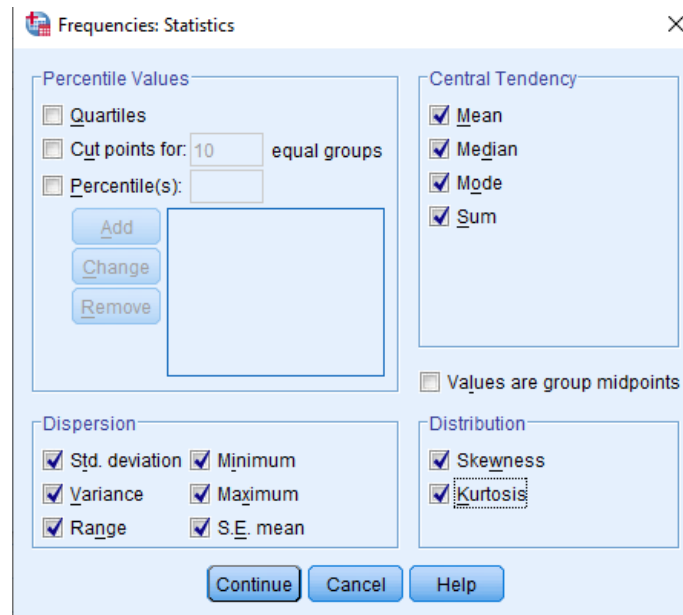 Frequencies: Statistics
Percentile Values
Quartiles
Cut points for: 10 equal groups
Percentile(s):
Add
Change
Remove
Central Tendency
Mean
Median
Mode
Sum
Values are group midpoints
Dispersion
Std. deviation Minimum
Variance Maximum
Range S.E. mean
Distribution
Skewness
Kurtosis
Continue Cancel Help